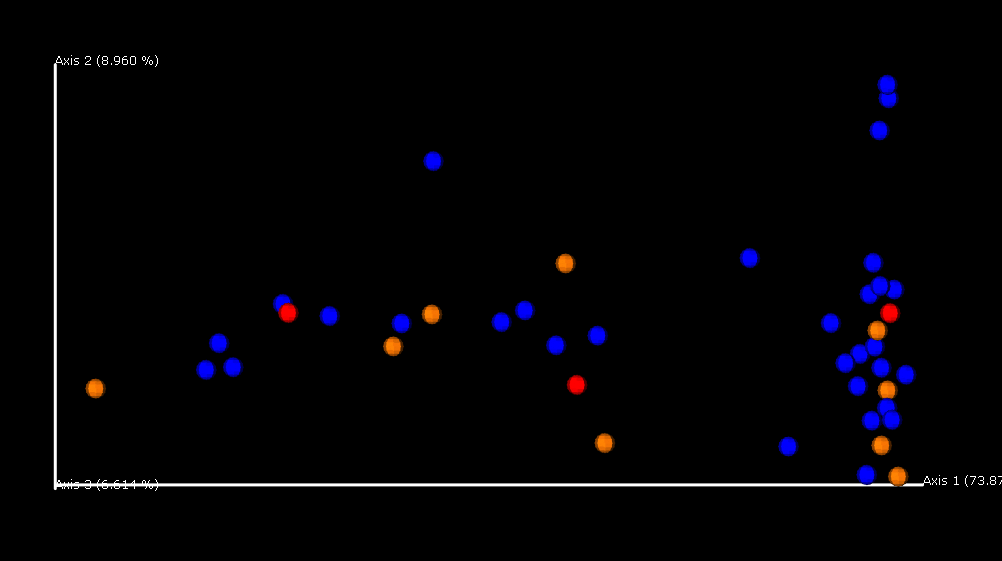 Axis 2 (8.960 %)
Axis 3 (6.614 %)
Axis 1 (73.87